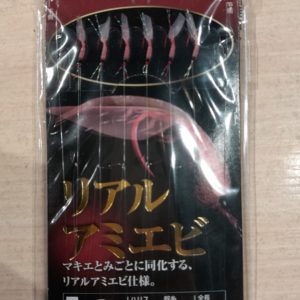 リアル
アミエビ
マキエとみごとに同化する、
リアルアミエビ仕様。